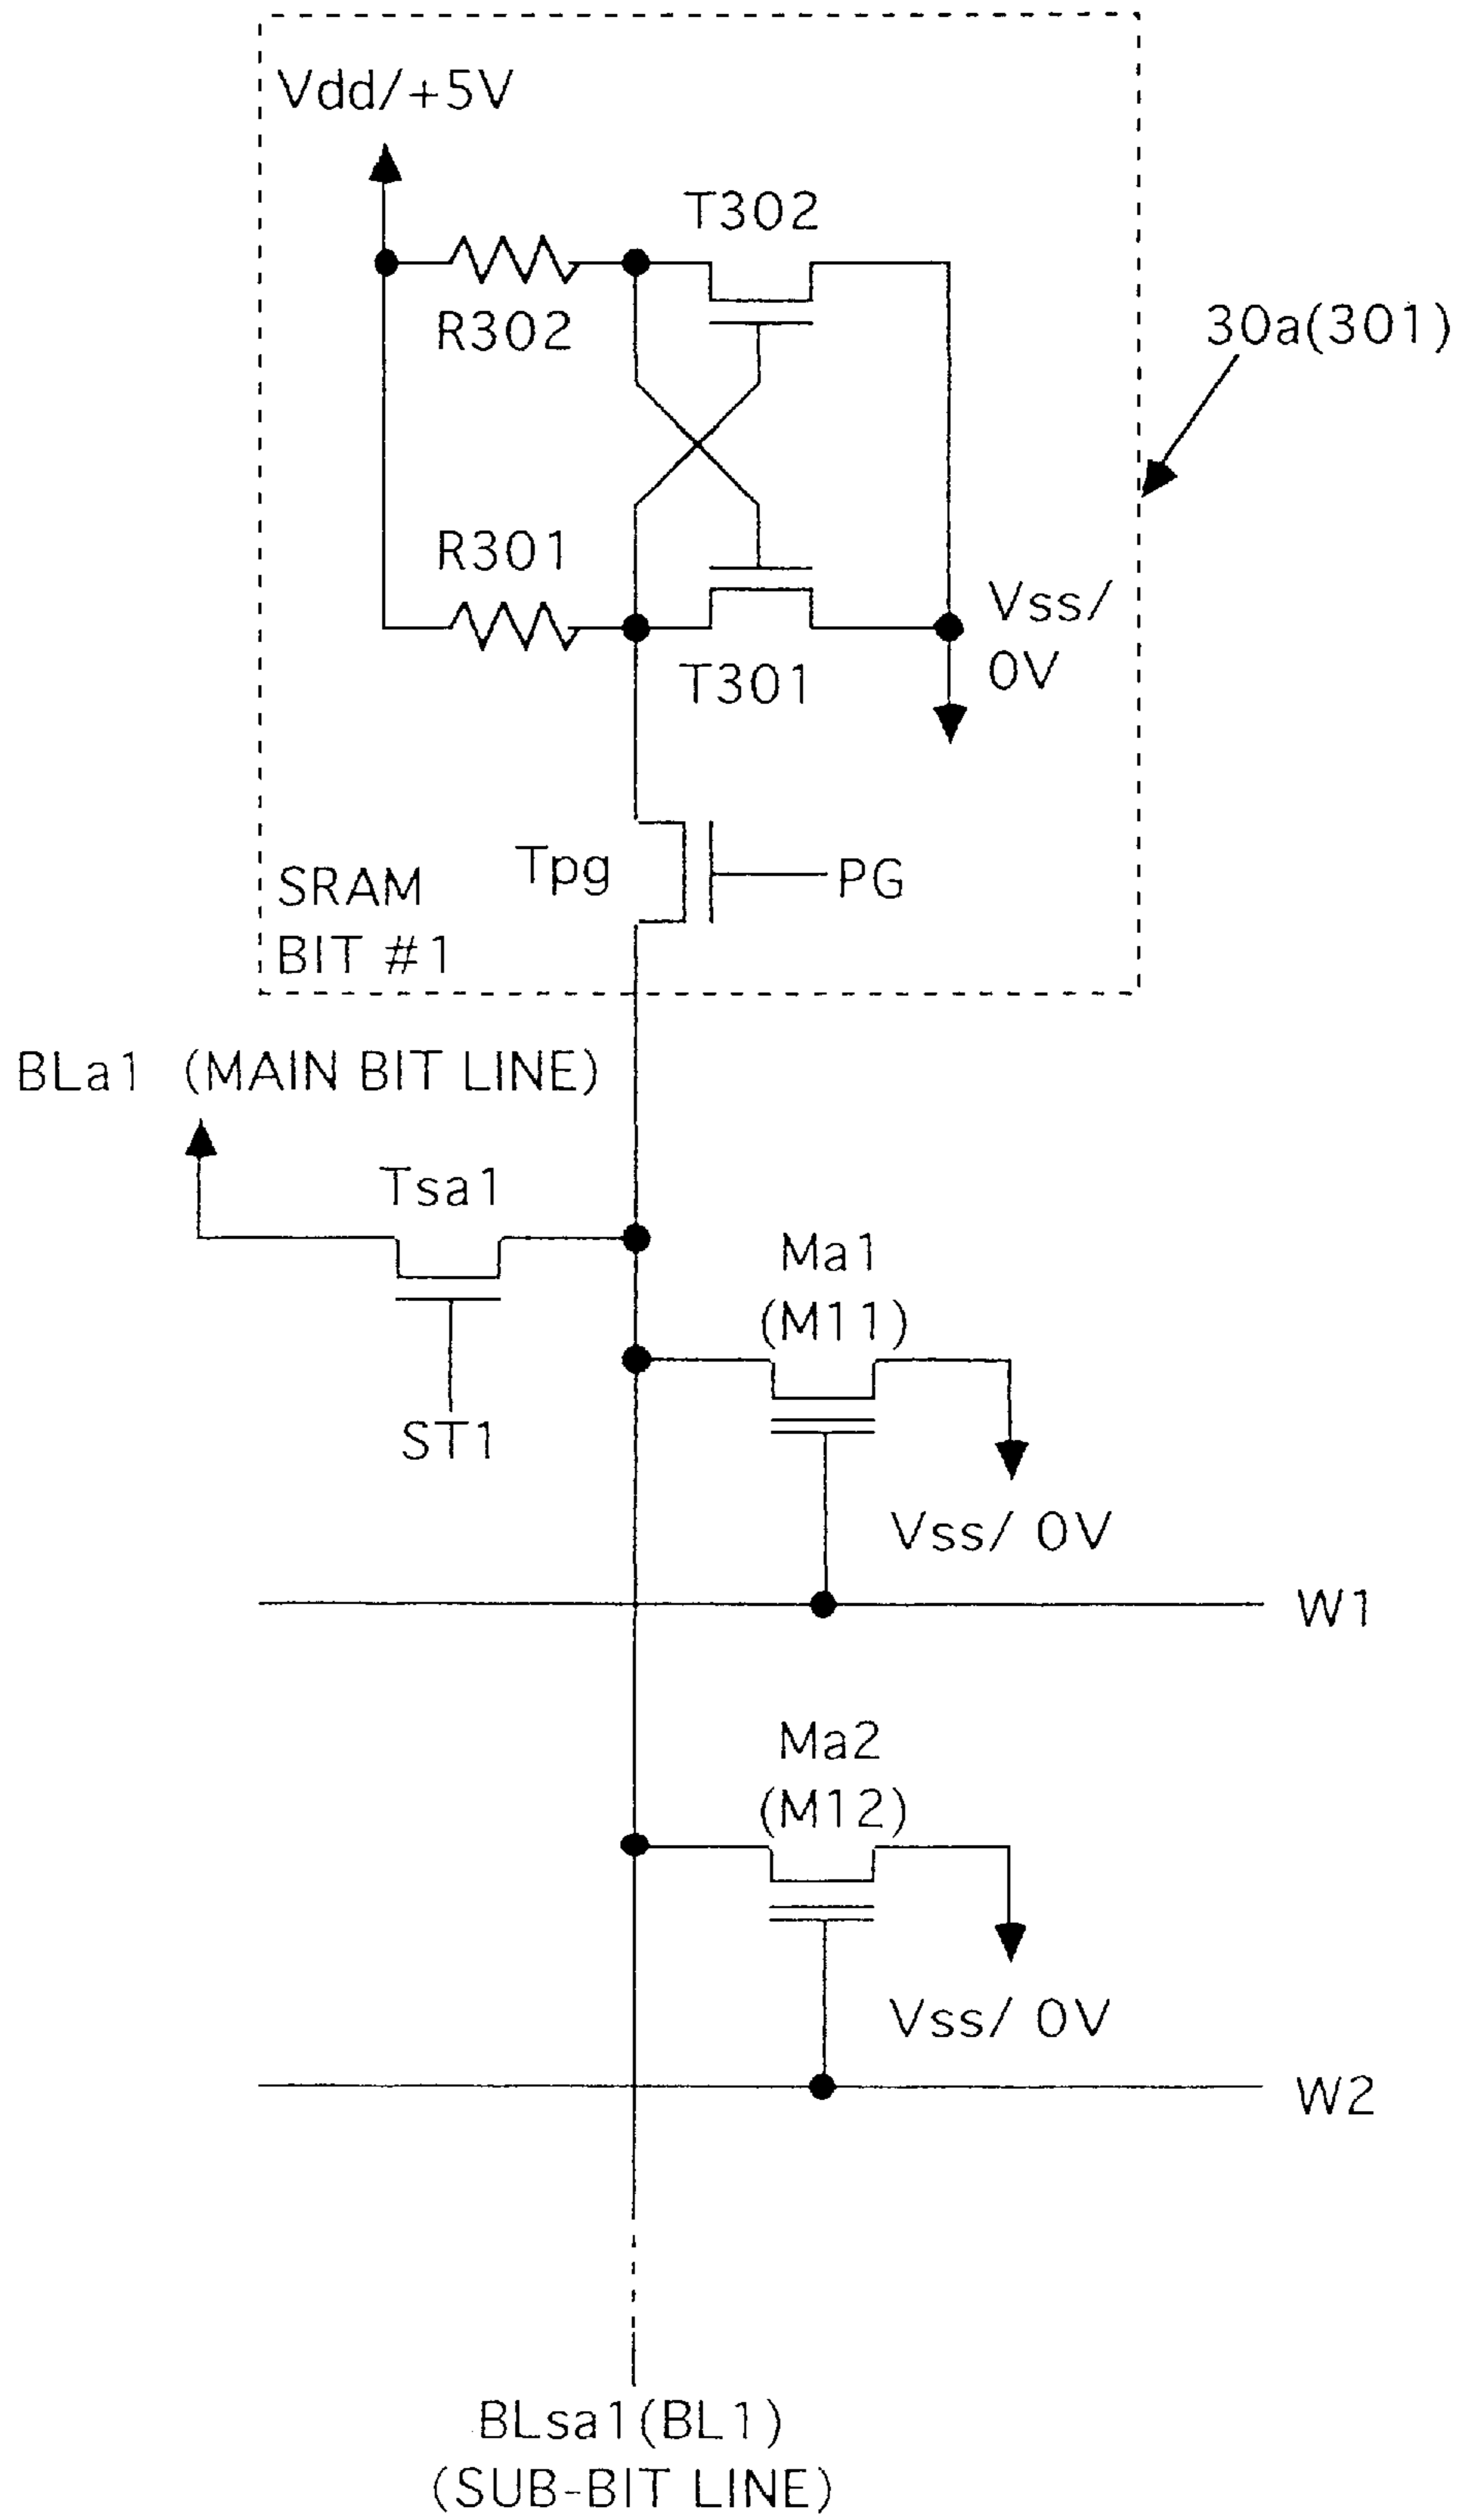 Vdd/+5V
T302
R302
30a(301)
R301
Vss/
0V
T301
Tpg
PG
SRAM
BIT #1
BLa1 (MAIN BIT LINE)
Tsa1
Ma1
(M11)
ST1
Vss/ 0V
W1
Ma2
(M12)
Vss/ 0V
W2
BLsa1(BL1)
(SUB-BIT LINE)